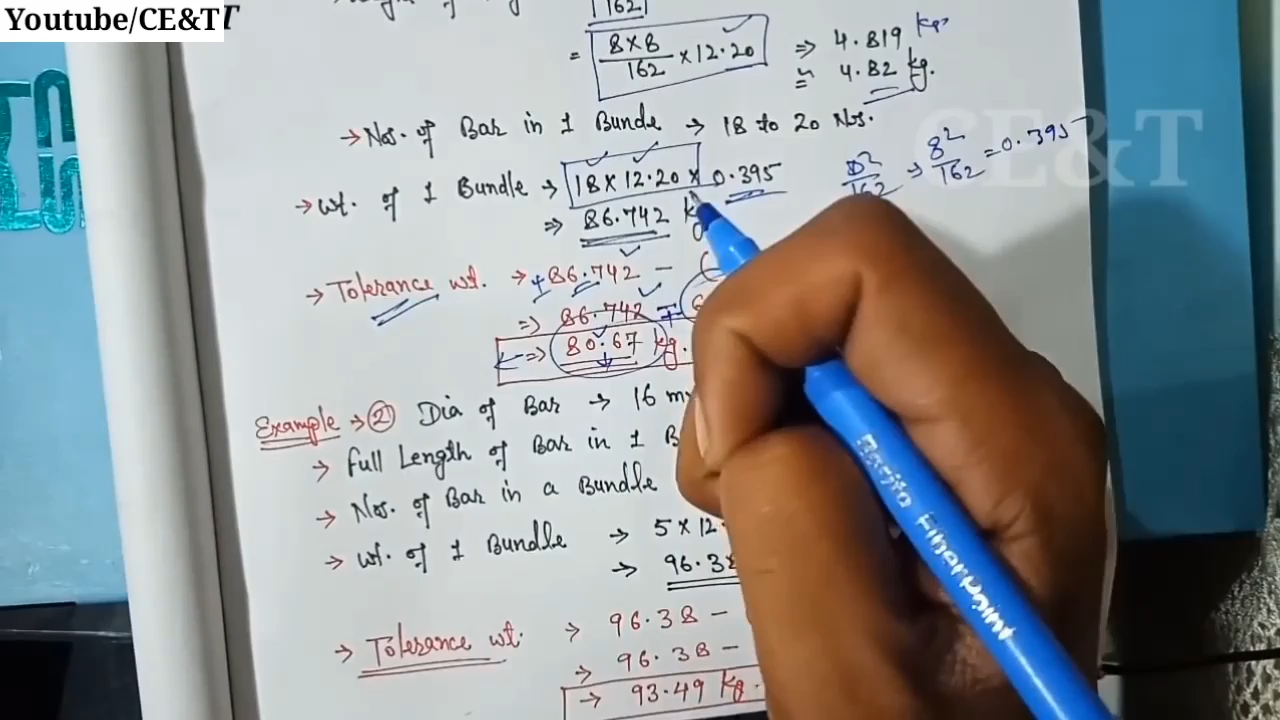 Youtube/CE&T
162
= 8×8/162 × 12.20 ⇒ 4.819 kg
≃ 4.82 kg.
→ Nos. of Bar in 1 Bunde → 18 to 20 Nos.
→ wt. of 1 Bundle → 18 × 12.20 × 0.395
D²/162 → 8²/162 = 0.395
⇒ 86.742 kg
→ Tolerance wt. → +86.742 -
⇒ 86.742
⇒ 80.67 kg.
Example → ② Dia of Bar → 16 m
→ Full Length of Bar in 1 B
→ Nos. of Bar in a Bundle
→ wt. of 1 Bundle → 5 × 12.
→ 96.38
→ Tolerance wt. ⇒ 96.38 -
⇒ 96.38 -
→ 93.49 kg.
CE&T
Fiberpoint